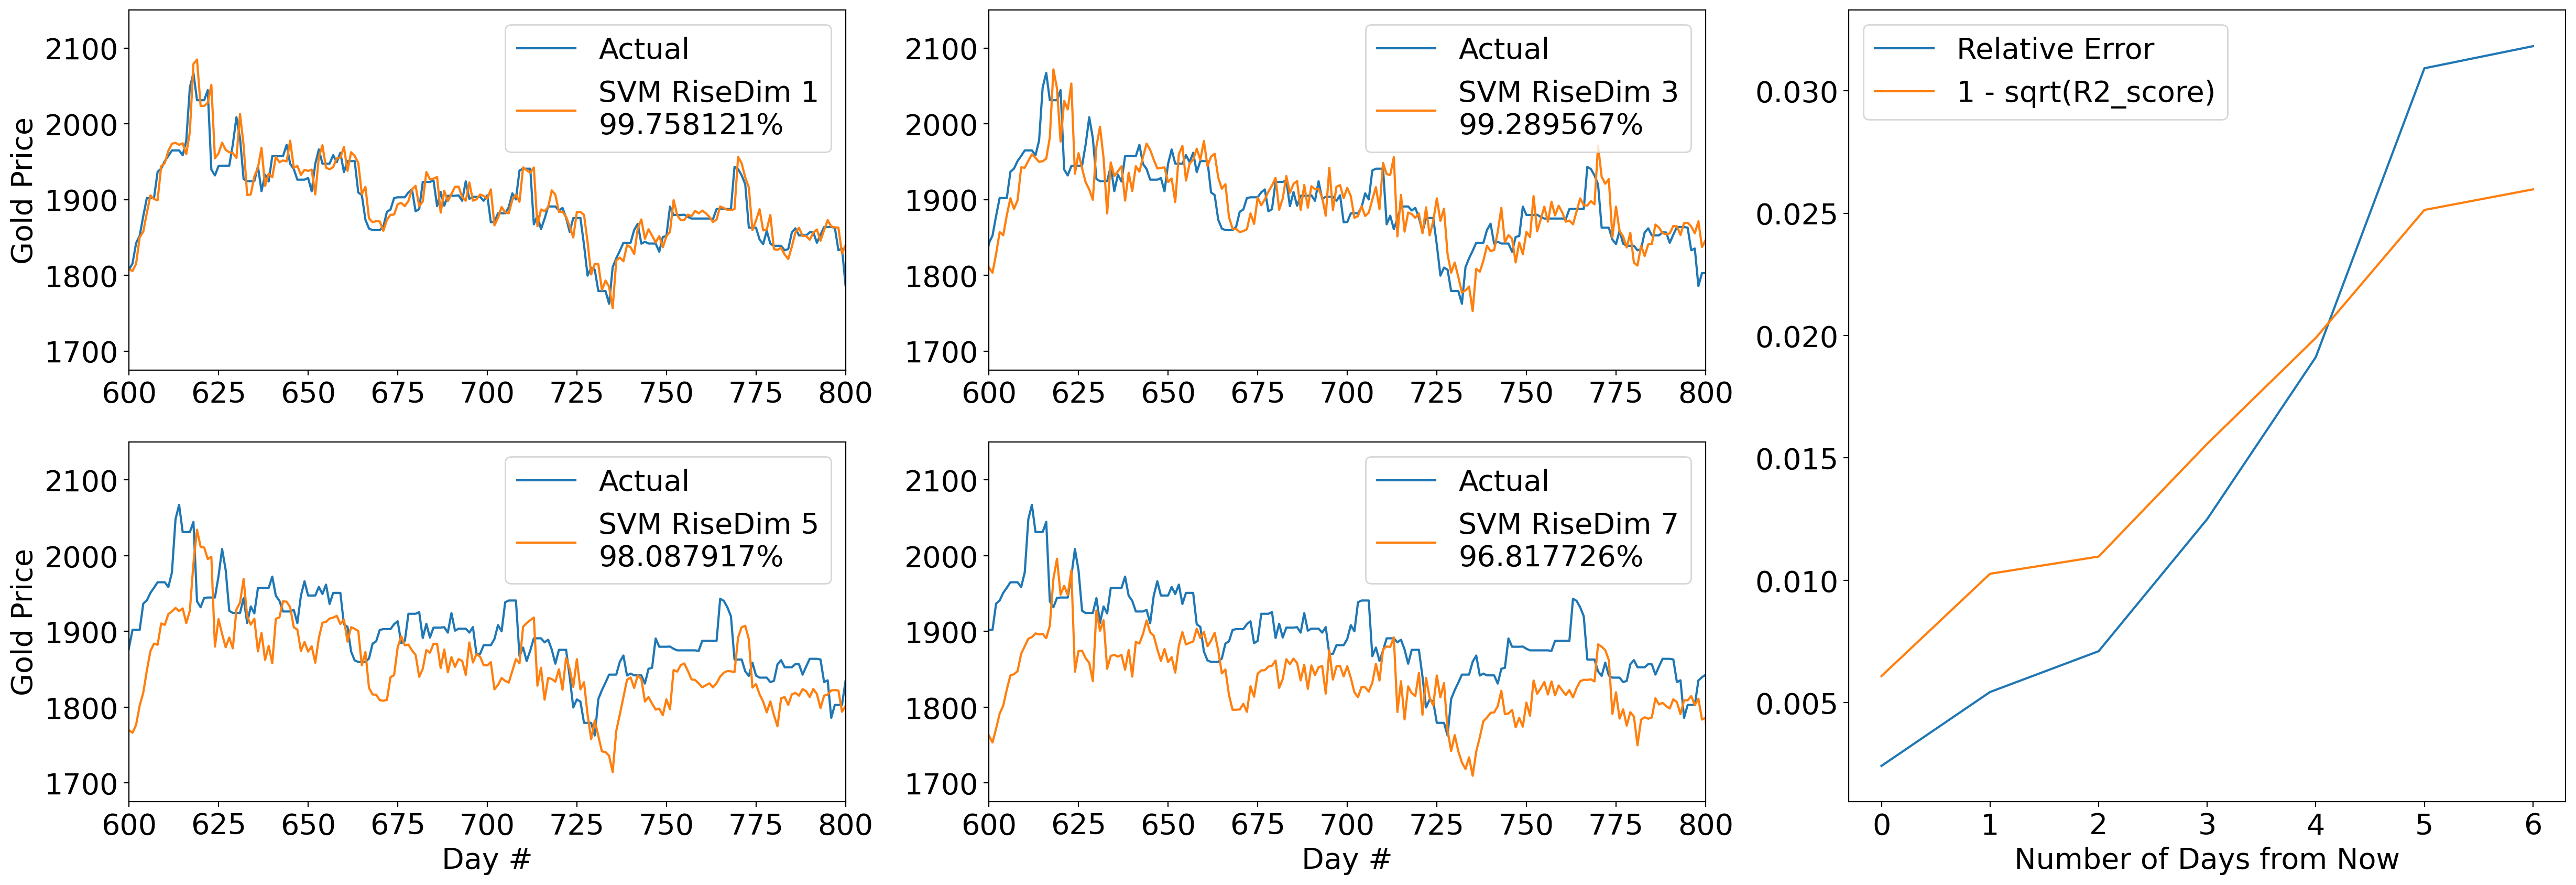 2100
2000
1900
1800
1700
Gold Price
Actual
SVM RiseDim 1
99.758121%
600 625 650 675 700 725 750 775 800
2100
2000
1900
1800
1700
Actual
SVM RiseDim 3
99.289567%
600 625 650 675 700 725 750 775 800
2100
2000
1900
1800
1700
Gold Price
Actual
SVM RiseDim 5
98.087917%
600 625 650 675 700 725 750 775 800
Day #
2100
2000
1900
1800
1700
Actual
SVM RiseDim 7
96.817726%
600 625 650 675 700 725 750 775 800
Day #
Relative Error
1 - sqrt(R2_score)
0.030
0.025
0.020
0.015
0.010
0.005
0 1 2 3 4 5 6
Number of Days from Now